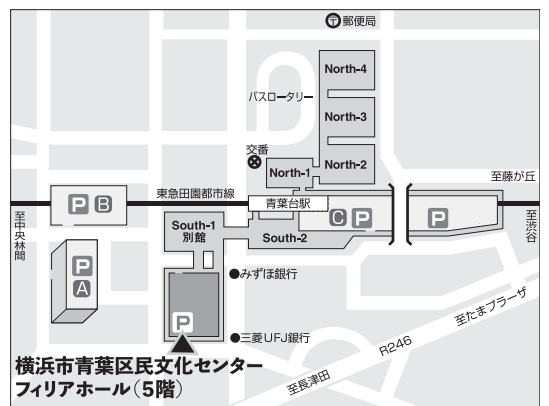 〒郵便局
North-4
バスロータリー
North-3
交番
North-2
North-1
至藤が丘
東急田園都市線
青葉台駅
P B
C P
P
至中央林間
至渋谷
South-1
別館
South-2
P
A
●みずほ銀行
P
●三菱UFJ銀行
至たまプラーザ
R246
至長津田
横浜市青葉区民文化センター
フィリアホール(5階)